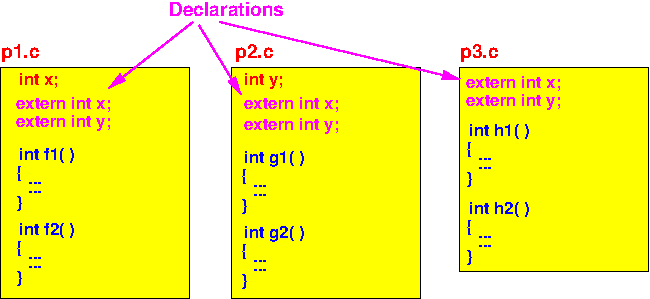 Declarations
p1.c
int x;
extern int x;
extern int y;
int f1( )
{
...
...
}
int f2( )
{
...
...
}
p2.c
int y;
extern int x;
extern int y;
int g1( )
{
...
...
}
int g2( )
{
...
...
}
p3.c
extern int x;
extern int y;
int h1( )
{
...
...
}
int h2( )
{
...
...
}